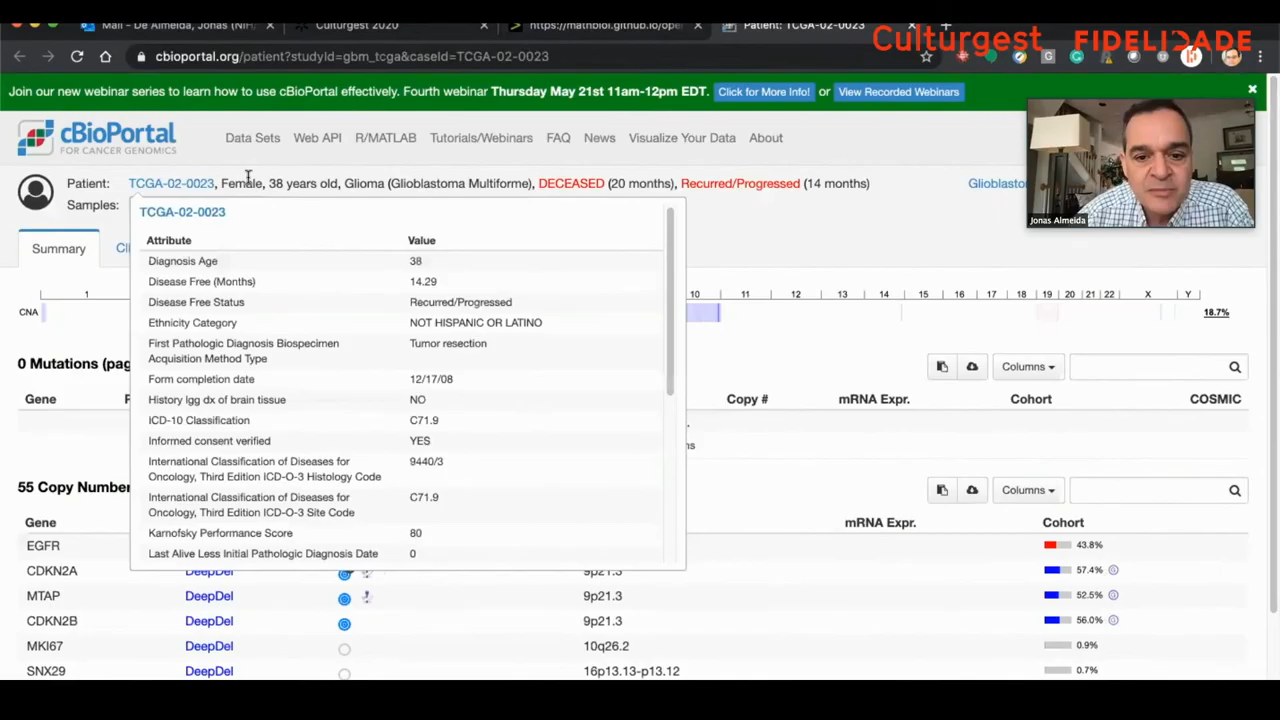 Mail - De Almeida, Jonas (NIH/
Culturgest 2020
https://mathbiol.github.io/ope
Patient: TCGA-02-0023
Culturgest FIDELIDADE
cbioportal.org/patient?studyId=gbm_tcga&caseId=TCGA-02-0023
Join our new webinar series to learn how to use cBioPortal effectively. Fourth webinar Thursday May 21st 11am-12pm EDT. Click for More Info! or View Recorded Webinars
cBioPortal
FOR CANCER GENOMICS
Data Sets Web API R/MATLAB Tutorials/Webinars FAQ News Visualize Your Data About
Patient: TCGA-02-0023, Female, 38 years old, Glioma (Glioblastoma Multiforme), DECEASED (20 months), Recurred/Progressed (14 months) Gliobl
Samples:
Jonas Almeida
TCGA-02-0023
Summary Cl
Attribute Value
Diagnosis Age 38
Disease Free (Months) 14.29
Disease Free Status Recurred/Progressed
Ethnicity Category NOT HISPANIC OR LATINO
First Pathologic Diagnosis Biospecimen
Acquisition Method Type Tumor resection
Form completion date 12/17/08
History lgg dx of brain tissue NO
ICD-10 Classification C71.9
Informed consent verified YES
International Classification of Diseases for
Oncology, Third Edition ICD-O-3 Histology Code 9440/3
International Classification of Diseases for
Oncology, Third Edition ICD-O-3 Site Code C71.9
Karnofsky Performance Score 80
Last Alive Less Initial Pathologic Diagnosis Date 0
1 10 11 12 13 14 15 16 17 18 19 20 21 22 X Y
CNA 18.7%
0 Mutations (pag
Columns
Gene Copy # mRNA Expr. Cohort COSMIC
ns
55 Copy Number
Columns
Gene mRNA Expr. Cohort
EGFR 43.8%
CDKN2A DeepDel 9p21.3 57.4%
MTAP DeepDel 9p21.3 52.5%
CDKN2B DeepDel 9p21.3 56.0%
MKI67 DeepDel 10q26.2 0.9%
SNX29 DeepDel 16p13.13-p13.12 0.7%